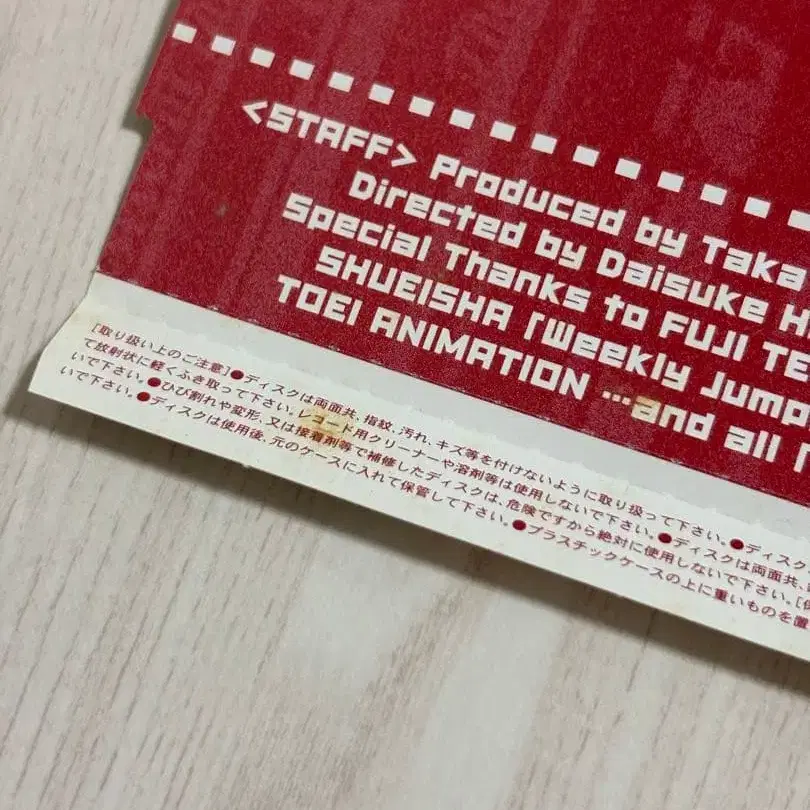 <STAFF> Produced by Taka
Directed by Daisuke H
Special Thanks to FUJI TE
SHUEISHA「Weekly Jump
TOEI ANIMATION …and all
[取り扱い上のご注意]●ディスクは両面共、指紋、汚れ、キズ等を付けないように取り扱って下さい。●ディスク
て放射状に軽くふき取って下さい。レコード用クリーナーや溶剤等は使用しないで下さい。●ディスクは両面共、
いで下さい。●ひび割れや変形、又は接着剤等で補修したディスクは、危険ですから絶対に使用しないで下さい。[
●ディスクは使用後、元のケースに入れて保管して下さい。●プラスチックケースの上に重いものを置
いで下さい。